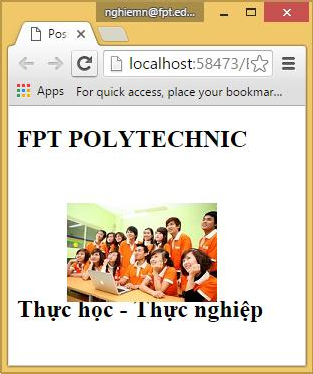 nghiemn@fpt.ed...
Pos
localhost:58473/E
Apps For quick access, place your bookmar...
FPT POLYTECHNIC
Thực học - Thực nghiệp